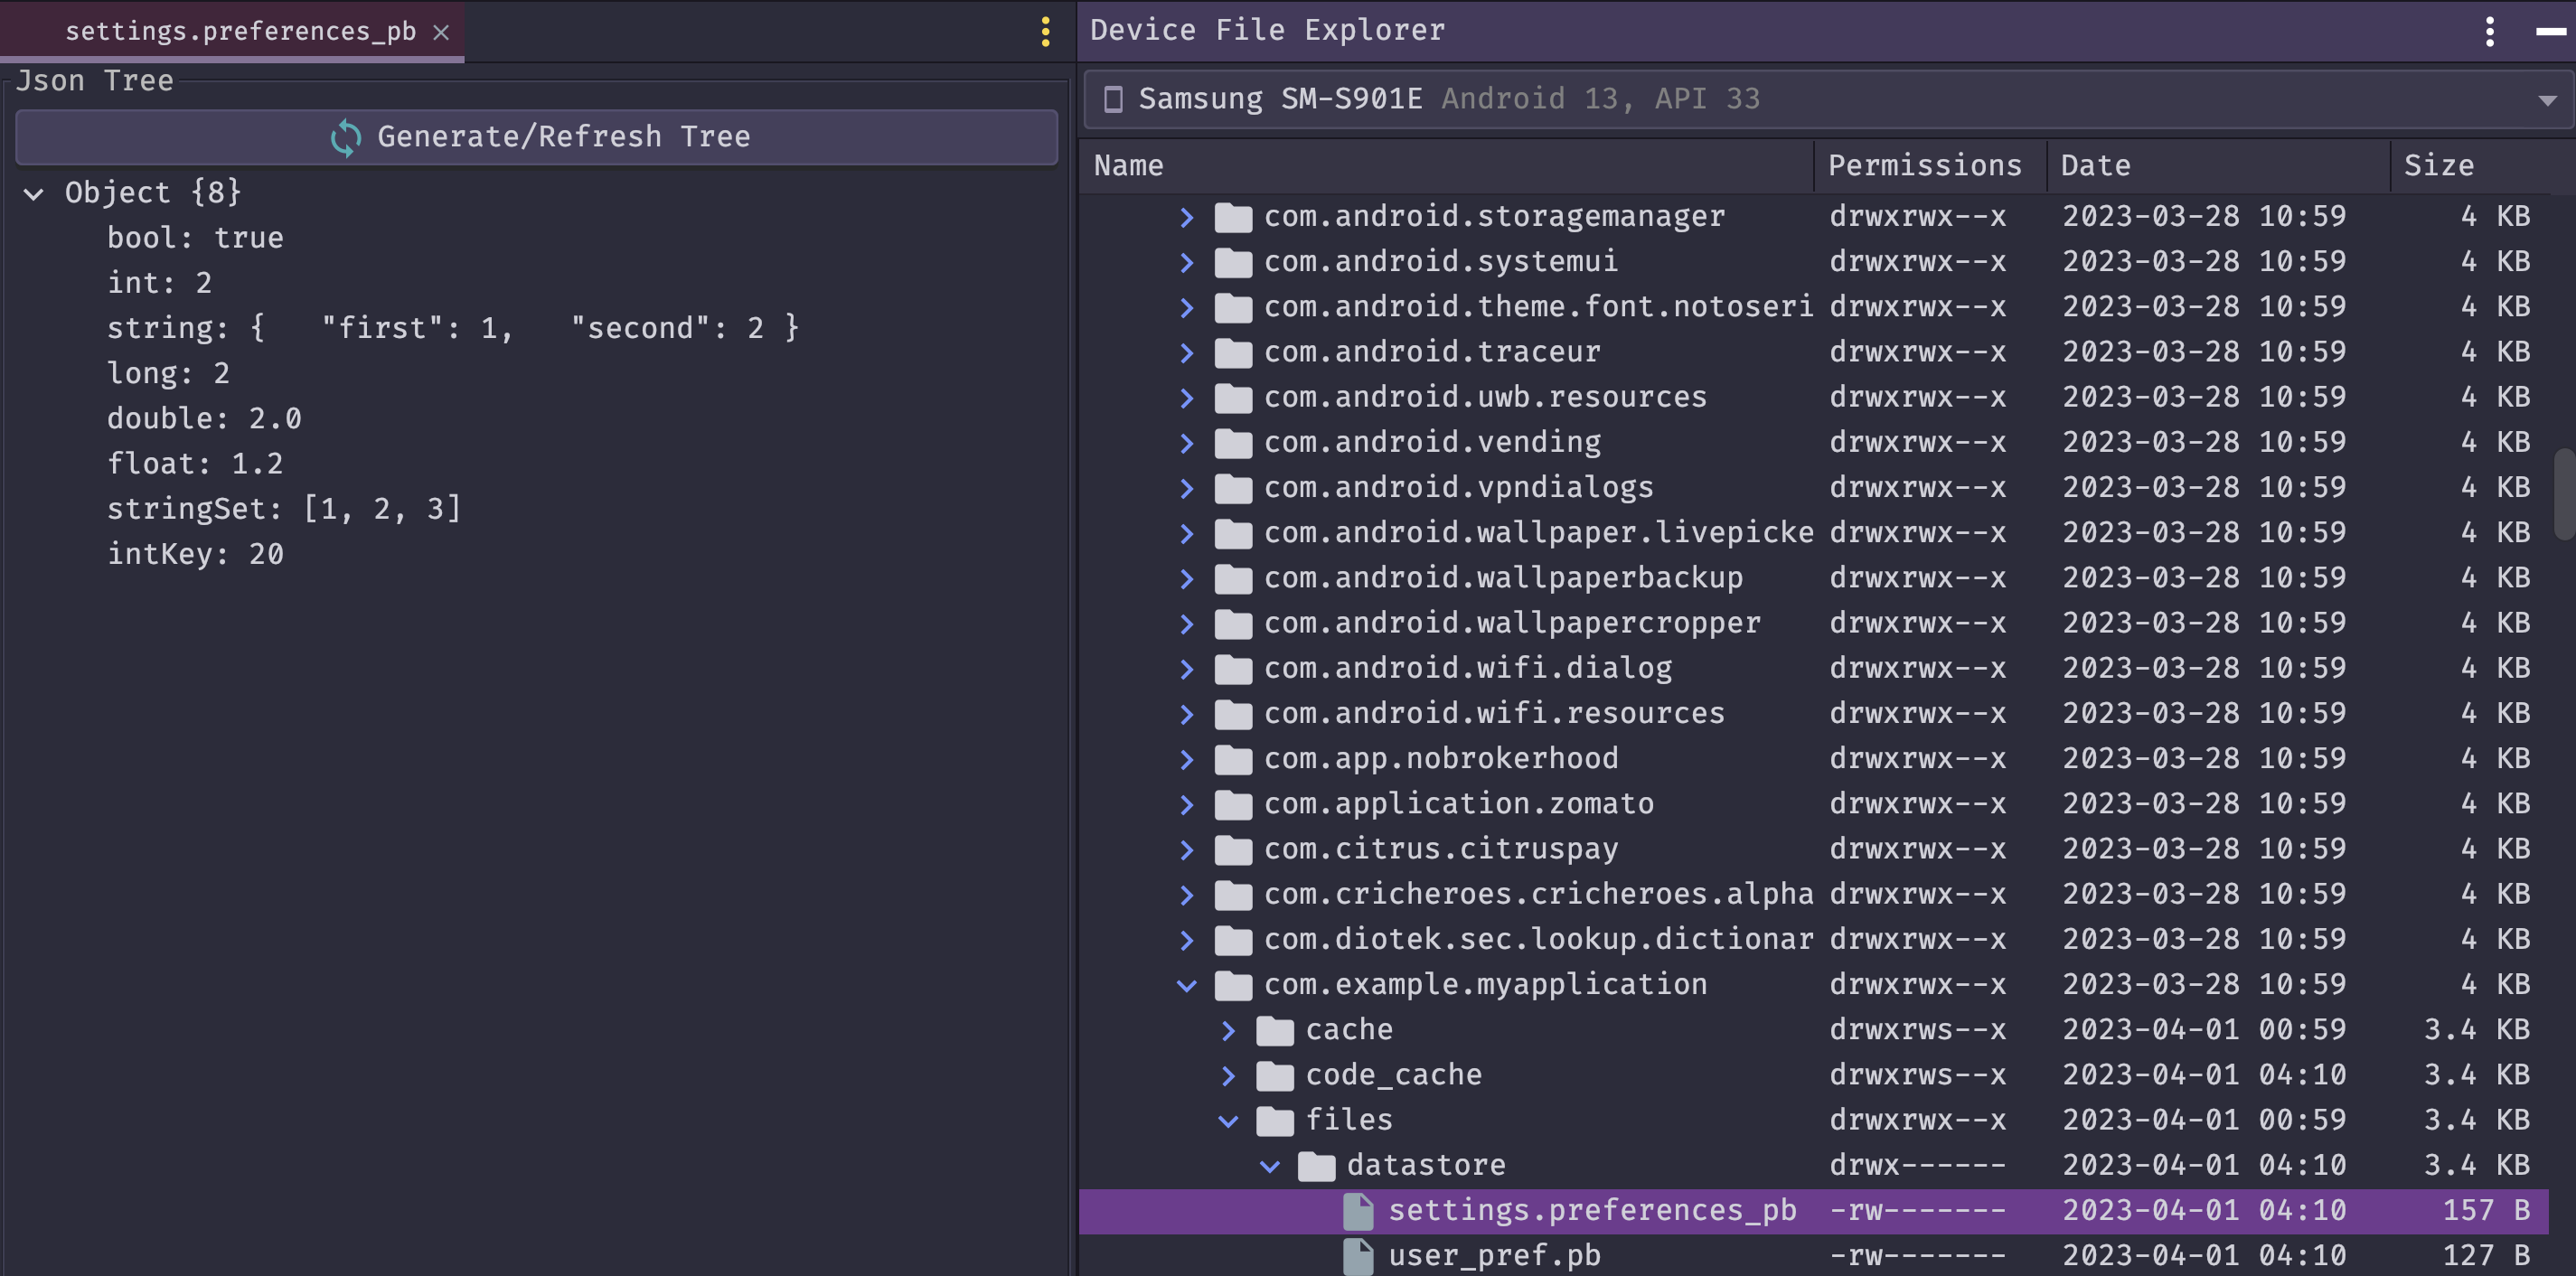 settings.preferences_pb
Json Tree
Generate/Refresh Tree
Object {8}
bool: true
int: 2
string: {   "first": 1,   "second": 2 }
long: 2
double: 2.0
float: 1.2
stringSet: [1, 2, 3]
intKey: 20
Device File Explorer
Samsung SM-S901E Android 13, API 33
Name Permissions Date Size
com.android.storagemanager drwxrwx--x 2023-03-28 10:59 4 KB
com.android.systemui drwxrwx--x 2023-03-28 10:59 4 KB
com.android.theme.font.notoseri drwxrwx--x 2023-03-28 10:59 4 KB
com.android.traceur drwxrwx--x 2023-03-28 10:59 4 KB
com.android.uwb.resources drwxrwx--x 2023-03-28 10:59 4 KB
com.android.vending drwxrwx--x 2023-03-28 10:59 4 KB
com.android.vpndialogs drwxrwx--x 2023-03-28 10:59 4 KB
com.android.wallpaper.livepicke drwxrwx--x 2023-03-28 10:59 4 KB
com.android.wallpaperbackup drwxrwx--x 2023-03-28 10:59 4 KB
com.android.wallpapercropper drwxrwx--x 2023-03-28 10:59 4 KB
com.android.wifi.dialog drwxrwx--x 2023-03-28 10:59 4 KB
com.android.wifi.resources drwxrwx--x 2023-03-28 10:59 4 KB
com.app.nobrokerhood drwxrwx--x 2023-03-28 10:59 4 KB
com.application.zomato drwxrwx--x 2023-03-28 10:59 4 KB
com.citrus.citruspay drwxrwx--x 2023-03-28 10:59 4 KB
com.cricheroes.cricheroes.alpha drwxrwx--x 2023-03-28 10:59 4 KB
com.diotek.sec.lookup.dictionar drwxrwx--x 2023-03-28 10:59 4 KB
com.example.myapplication drwxrwx--x 2023-03-28 10:59 4 KB
cache drwxrws--x 2023-04-01 00:59 3.4 KB
code_cache drwxrws--x 2023-04-01 04:10 3.4 KB
files drwxrwx--x 2023-04-01 00:59 3.4 KB
datastore drwx------ 2023-04-01 04:10 3.4 KB
settings.preferences_pb -rw------- 2023-04-01 04:10 157 B
user_pref.pb -rw------- 2023-04-01 04:10 127 B